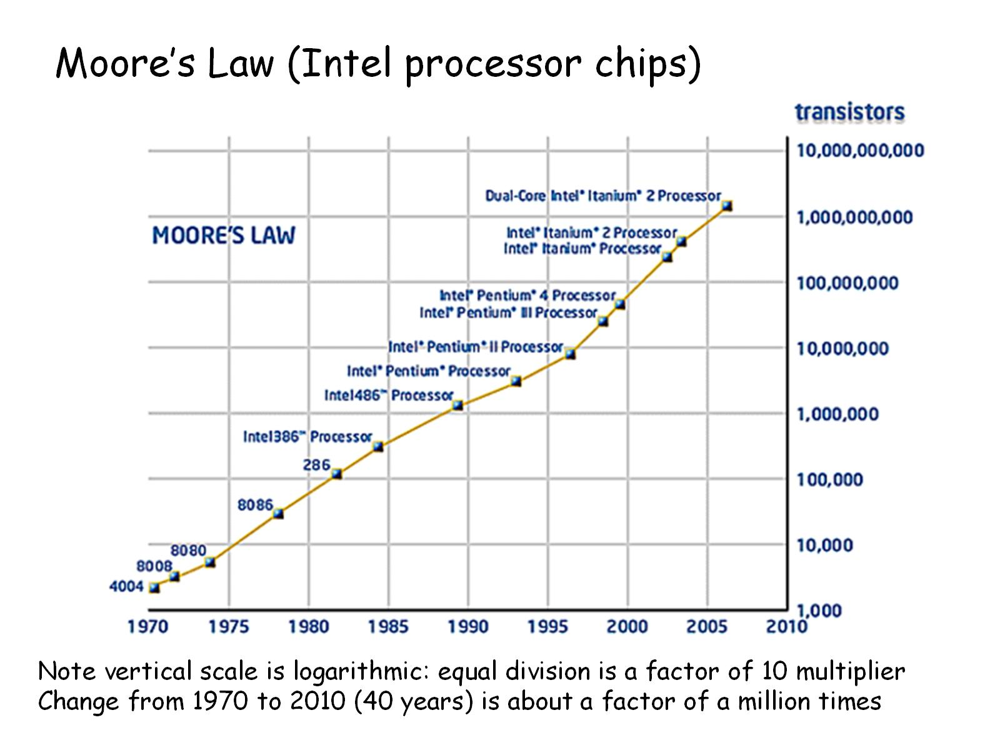 Moore's Law (Intel processor chips)
transistors
10,000,000,000
Dual-Core Intel® Itanium® 2 Processor
1,000,000,000
MOORE'S LAW
Intel® Itanium® 2 Processor
Intel® Itanium® Processor
100,000,000
Intel® Pentium® 4 Processor
Intel® Pentium® III Processor
10,000,000
Intel® Pentium® II Processor
Intel® Pentium® Processor
Intel486™ Processor
1,000,000
Intel386™ Processor
286
100,000
8086
10,000
8080
8008
4004
1,000
1970 1975 1980 1985 1990 1995 2000 2005 2010
Note vertical scale is logarithmic: equal division is a factor of 10 multiplier
Change from 1970 to 2010 (40 years) is about a factor of a million times